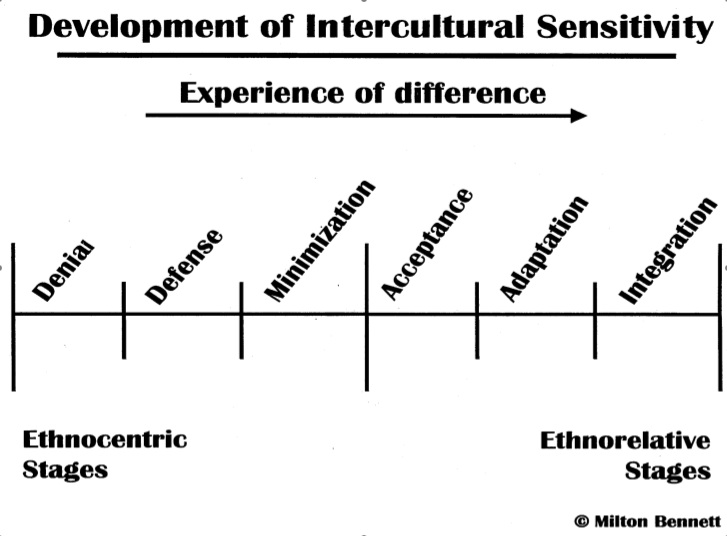 Development of Intercultural Sensitivity
Experience of difference
Denial
Defense
Minimization
Acceptance
Adaptation
Integration
Ethnocentric
Stages
Ethnorelative
Stages
© Milton Bennett